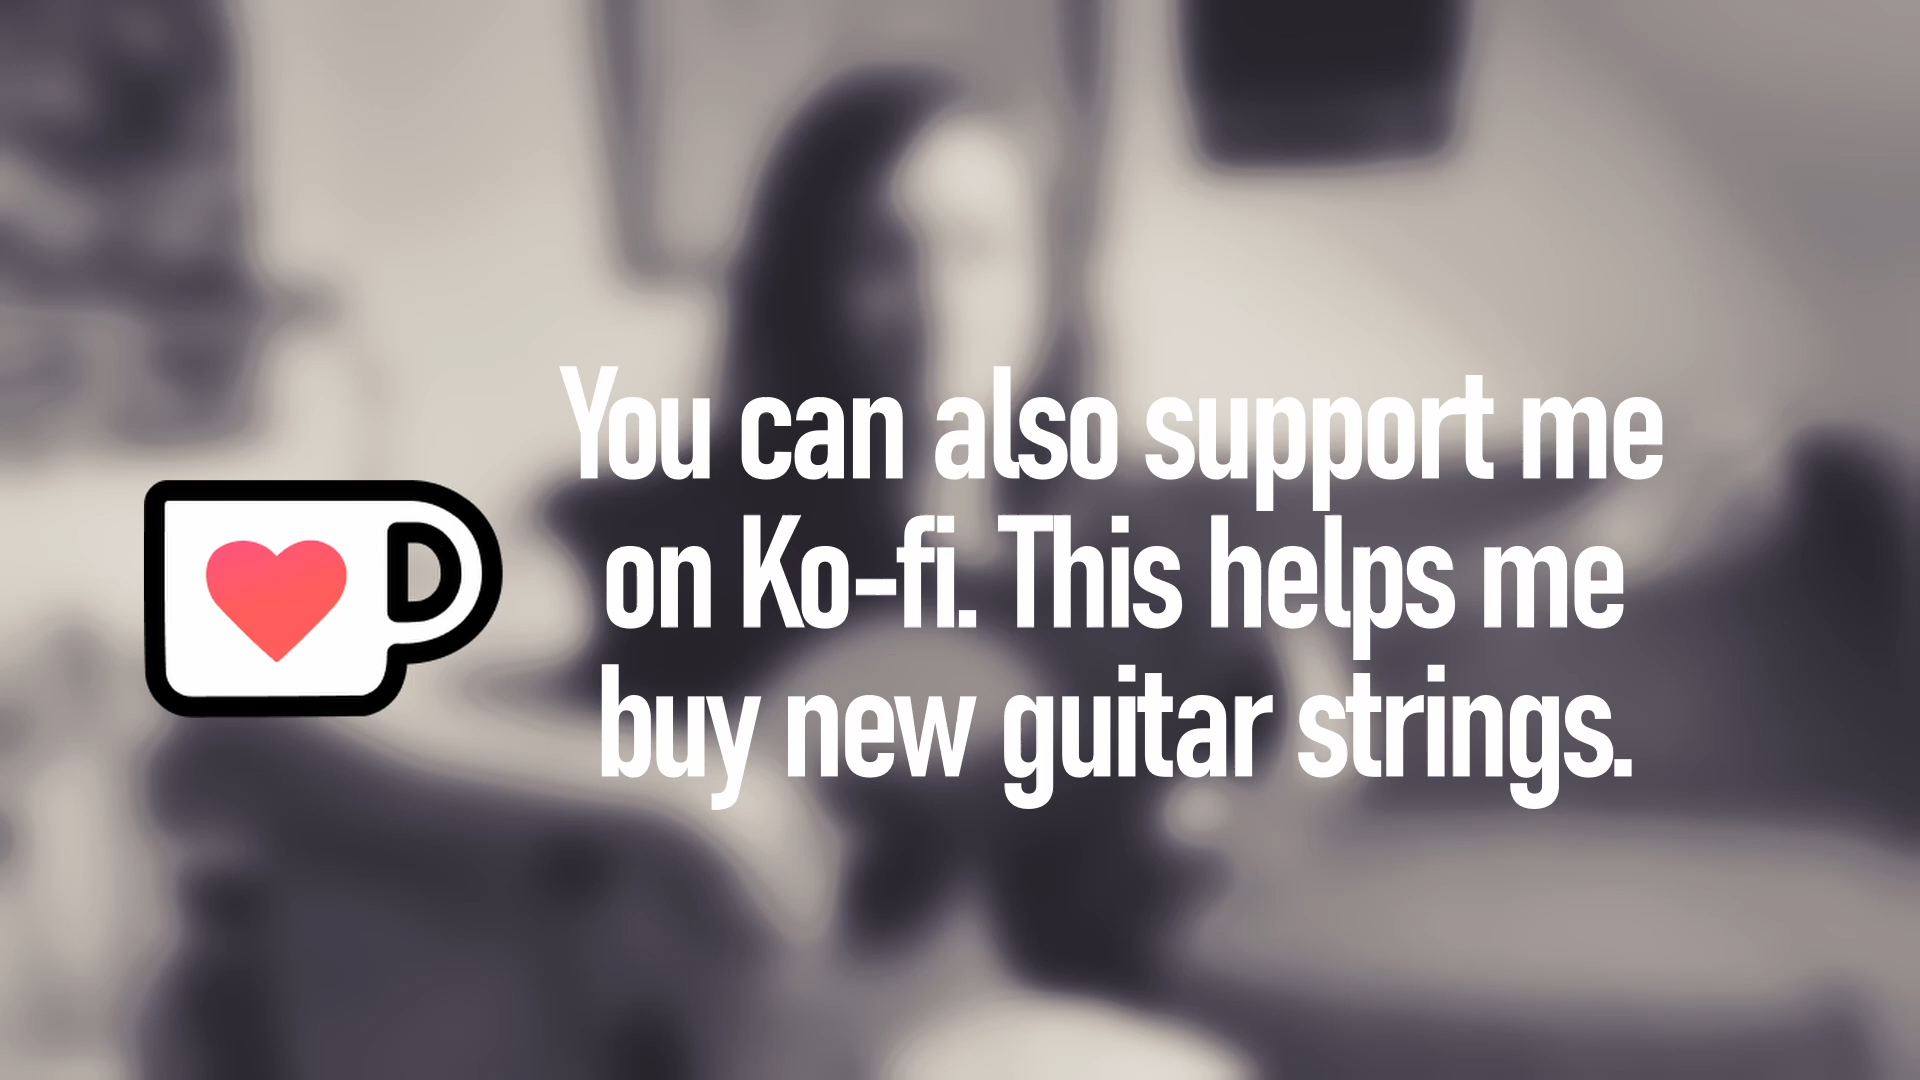 You can also support me
on Ko-fi. This helps me
buy new guitar strings.